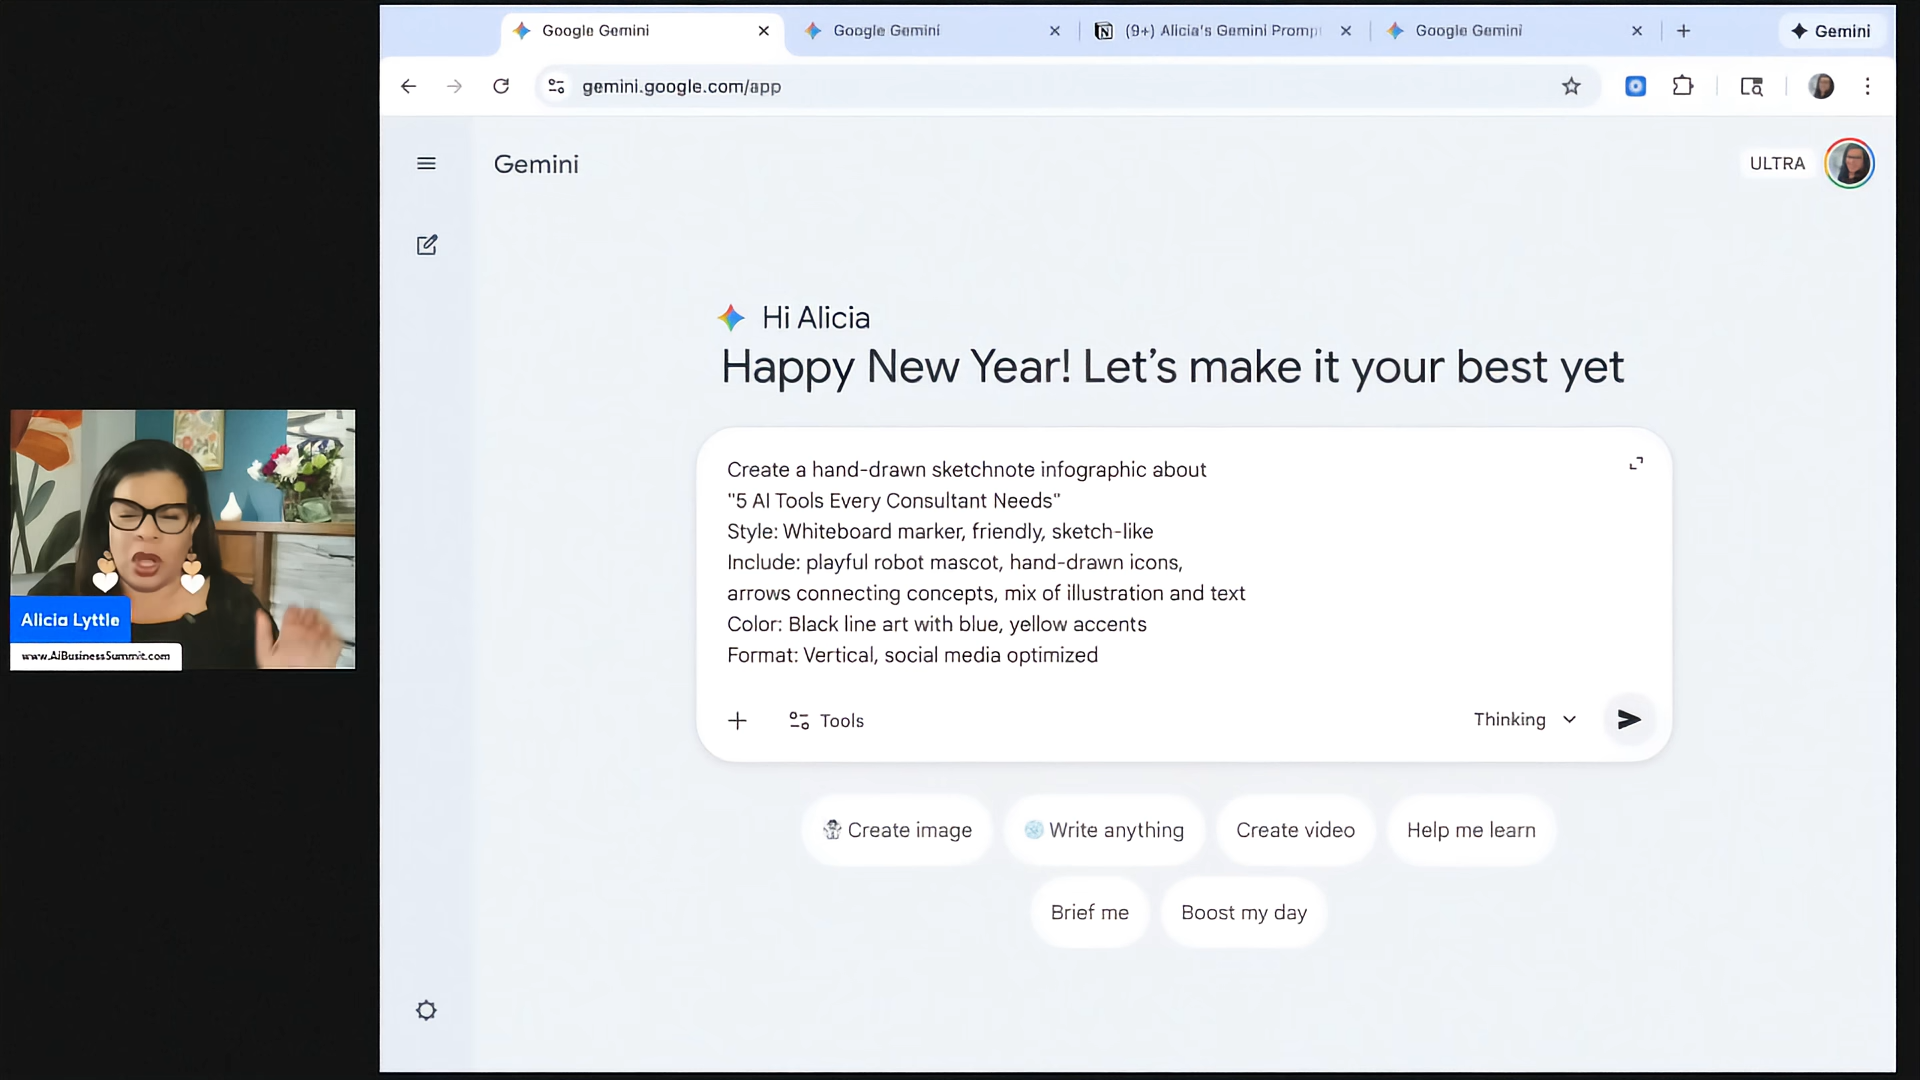 Google Gemini
Google Gemini
(9+) Alicia's Gemini Promp
Google Gemini
Gemini
gemini.google.com/app
Gemini
ULTRA
Hi Alicia
Happy New Year! Let's make it your best yet
Create a hand-drawn sketchnote infographic about
"5 AI Tools Every Consultant Needs"
Style: Whiteboard marker, friendly, sketch-like
Include: playful robot mascot, hand-drawn icons,
arrows connecting concepts, mix of illustration and text
Color: Black line art with blue, yellow accents
Format: Vertical, social media optimized
Tools
Thinking
Create image
Write anything
Create video
Help me learn
Brief me
Boost my day
Alicia Lyttle
www.AiBusinessSummit.com